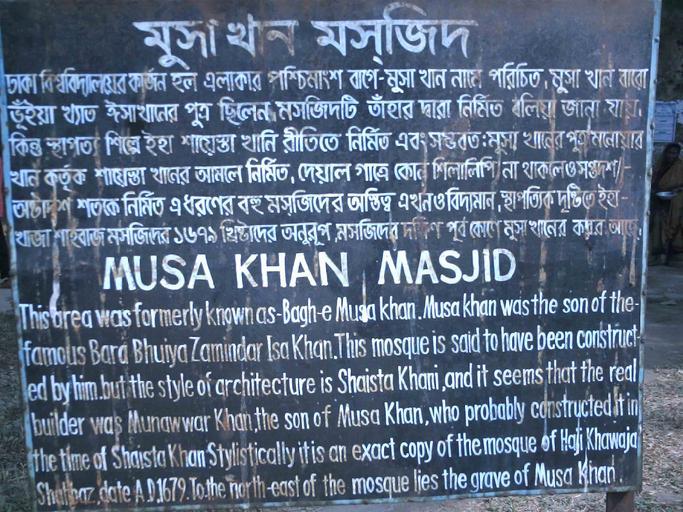 মুসা খান মসজিদ
ঢাকা বিশ্ববিদ্যালয়ের কার্জন হল এলাকার পশ্চিমাংশ বাগে-মুসা খান নামে পরিচিত, মুসা খান বারো
ভূঁইয়া খ্যাত ঈসাখানের পুত্র ছিলেন, মসজিদটি তাঁহার দ্বারা নির্মিত বলিয়া জানা যায়,
কিন্তু স্থাপত্য শিল্পে ইহা শায়েস্তা খানি রীতিতে নির্মিত এবং সম্ভবত:মুসা খানের পুত্র মনোয়ার
খান কর্তৃক শায়েস্তা খানের আমলে নির্মিত, দেয়াল গাত্রে কোন শিলালিপি না থাকলেও সপ্তদশ/-
অষ্টাদশ শতকে নির্মিত এ ধরণের বহু মসজিদের অস্তিত্ব এখনও বিদ্যমান, স্থাপত্যিক দৃষ্টিতে ইহা-
খাজা শাহবাজ মসজিদের ১৬৭৯ খ্রিষ্টাব্দের অনুরূপ, মসজিদের দক্ষিণ পূর্ব কোণে মুসা খানের কবর আছে,
MUSA KHAN MASJID
This area was formerly known as-Bagh-e Musa khan. Musa khan was the son of the-
famous Bara Bhuiya Zamindar Isa Khan. This mosque is said to have been construct-
ed by him. but the style of architecture is Shaista Khani, and it seems that the real
builder was Munawwar Khan, the son of Musa Khan, who probably constructed it in
the time of Shaista Khan Stylistically it is an exact copy of the mosque of Hajji Khawaja
Shahbaz, date A.D.1679. To the north-east of the mosque lies the grave of Musa Khan.